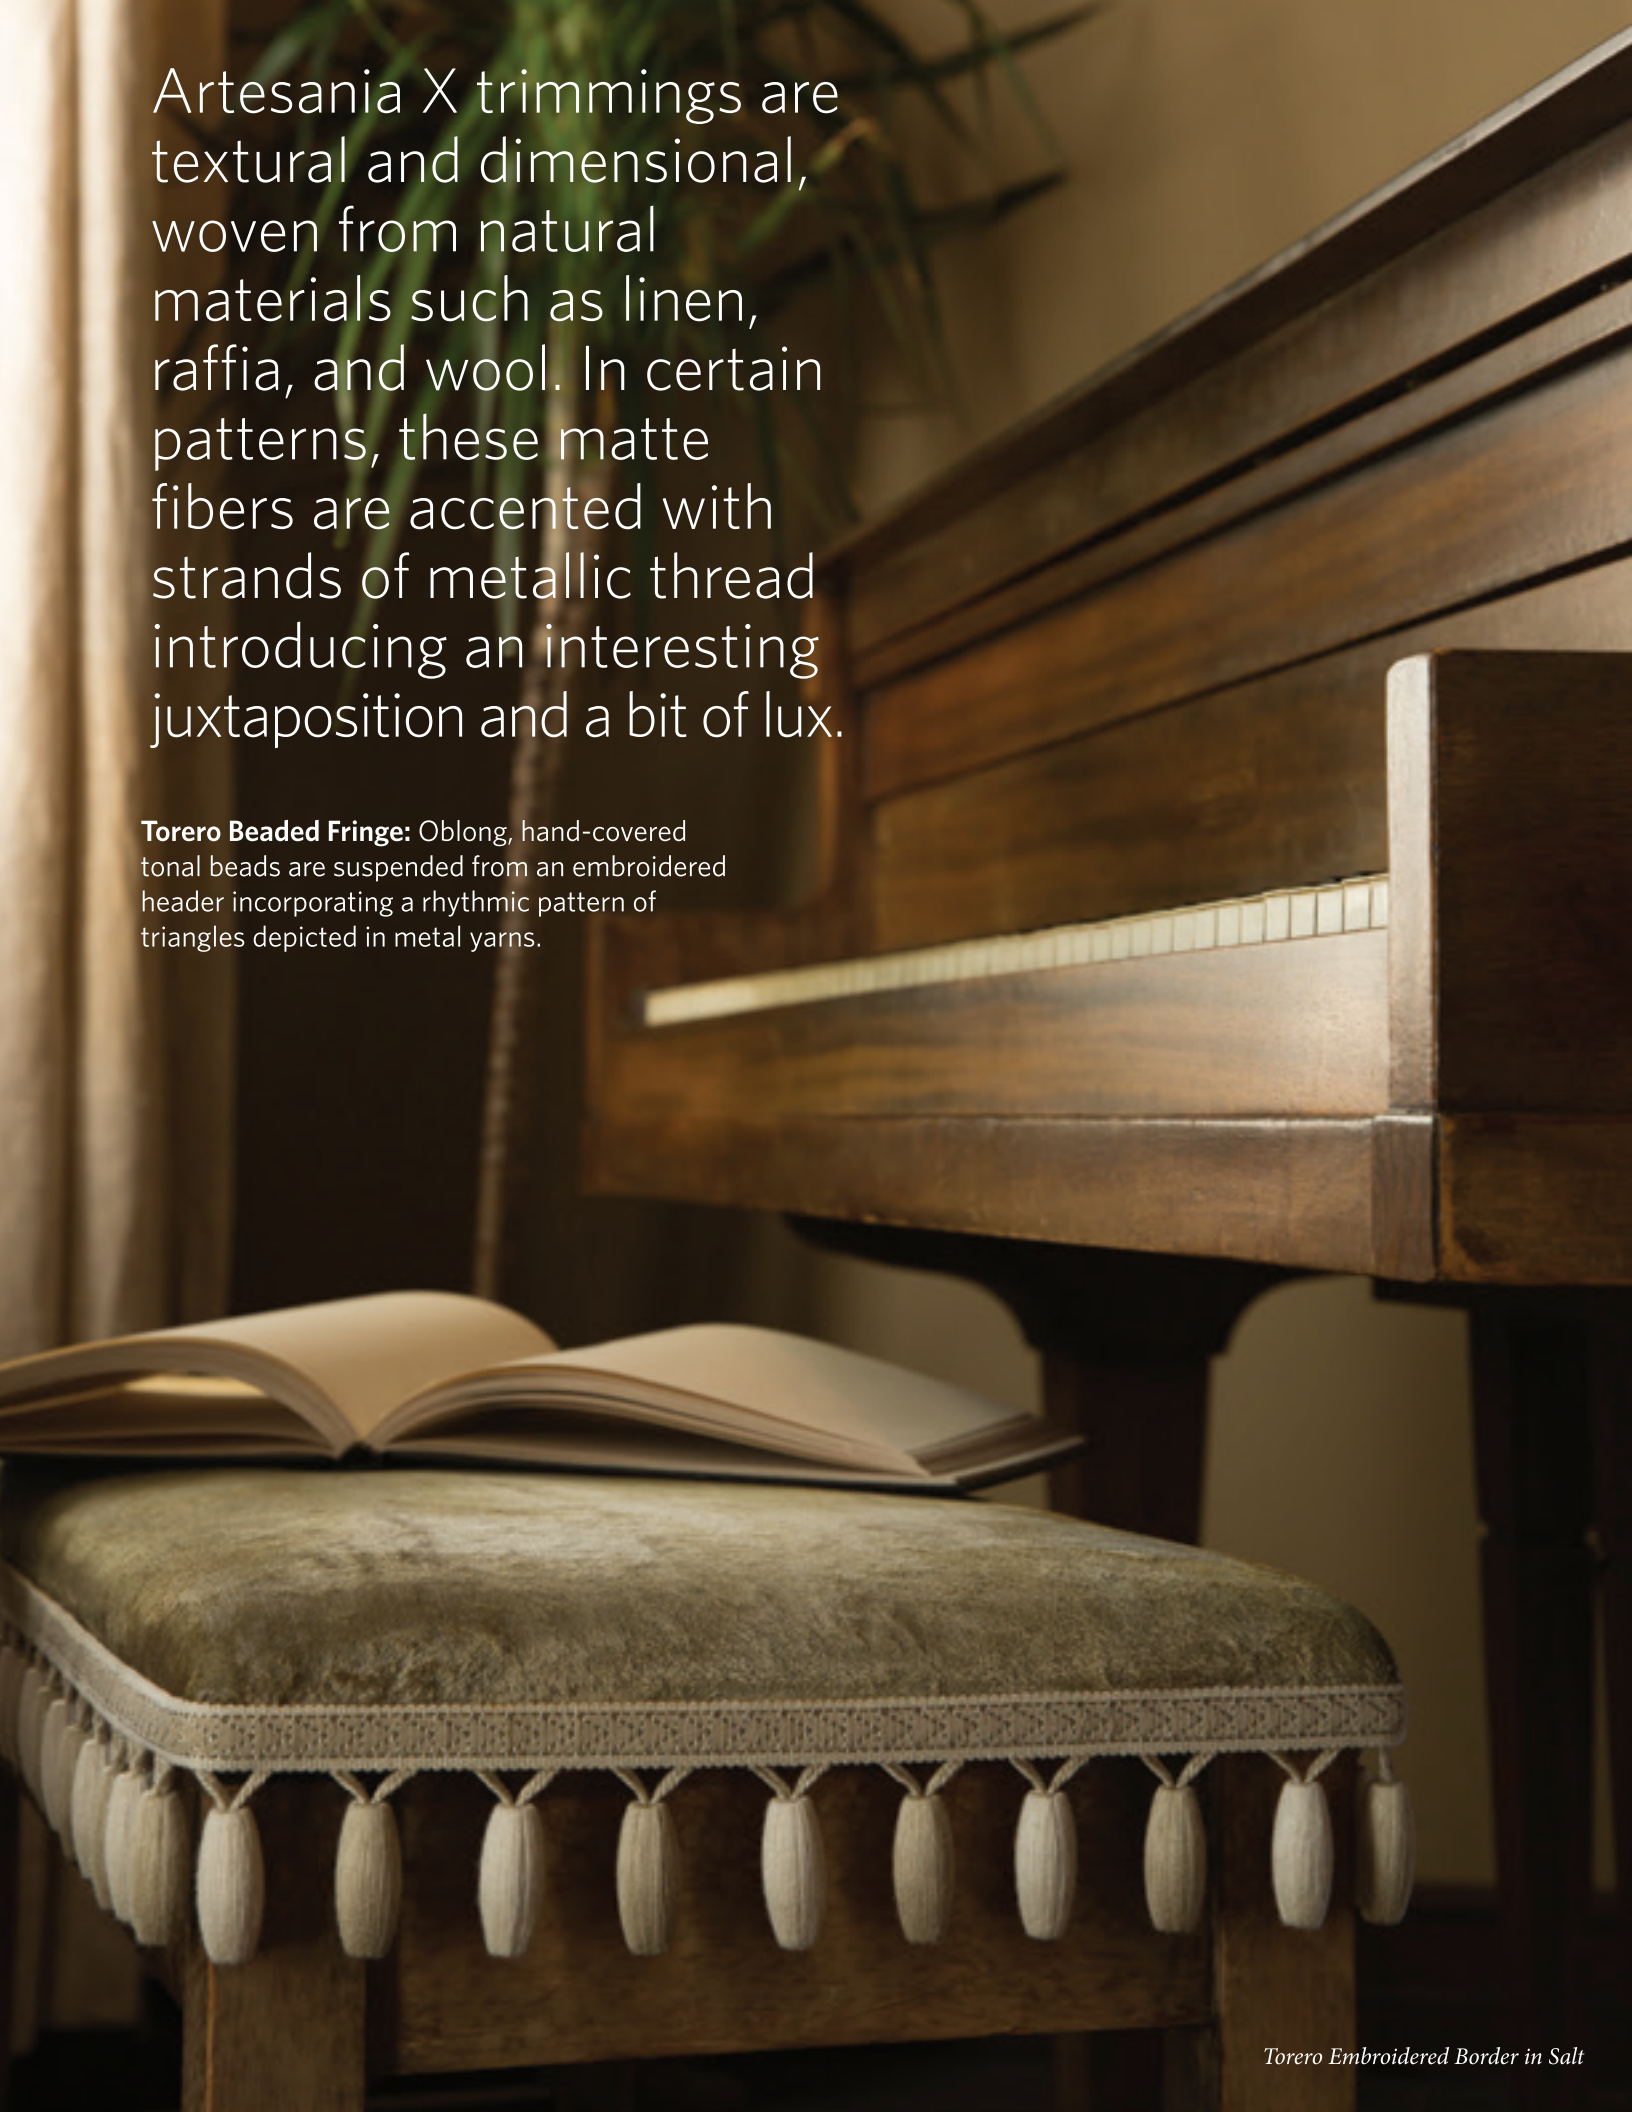 Artesania X trimmings are
textural and dimensional,
woven from natural
materials such as linen,
raffia, and wool. In certain
patterns, these matte
fibers are accented with
strands of metallic thread
introducing an interesting
juxtaposition and a bit of lux.
Torero Beaded Fringe: Oblong, hand-covered
tonal beads are suspended from an embroidered
header incorporating a rhythmic pattern of
triangles depicted in metal yarns.
Torero Embroidered Border in Salt